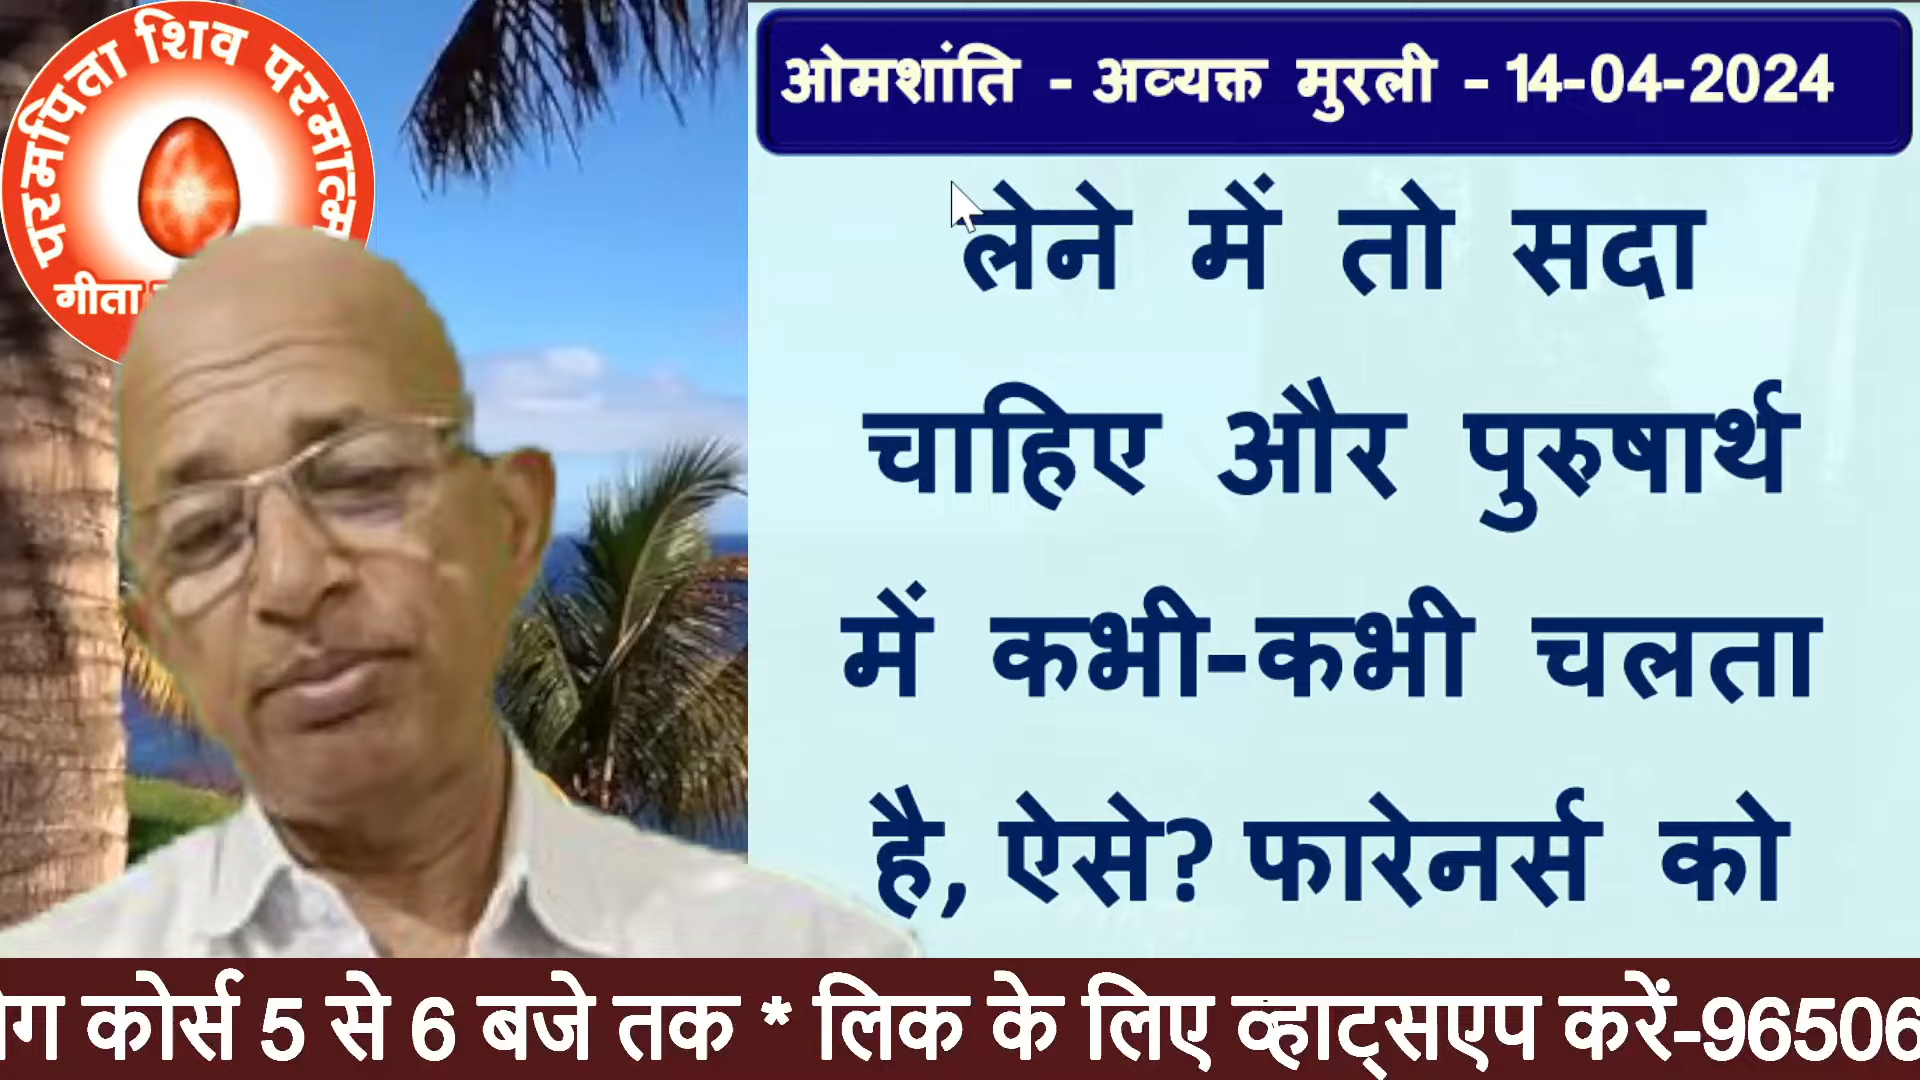 परमपिता शिव परमात्म
गीता
ओमशांति - अव्यक्त मुरली - 14-04-2024
लेने में तो सदा
चाहिए और पुरुषार्थ
में कभी-कभी चलता
है, ऐसे? फारेनर्स को
कोर्स 5 से 6 बजे तक * लिक के लिए व्हाट्सएप करें-96506